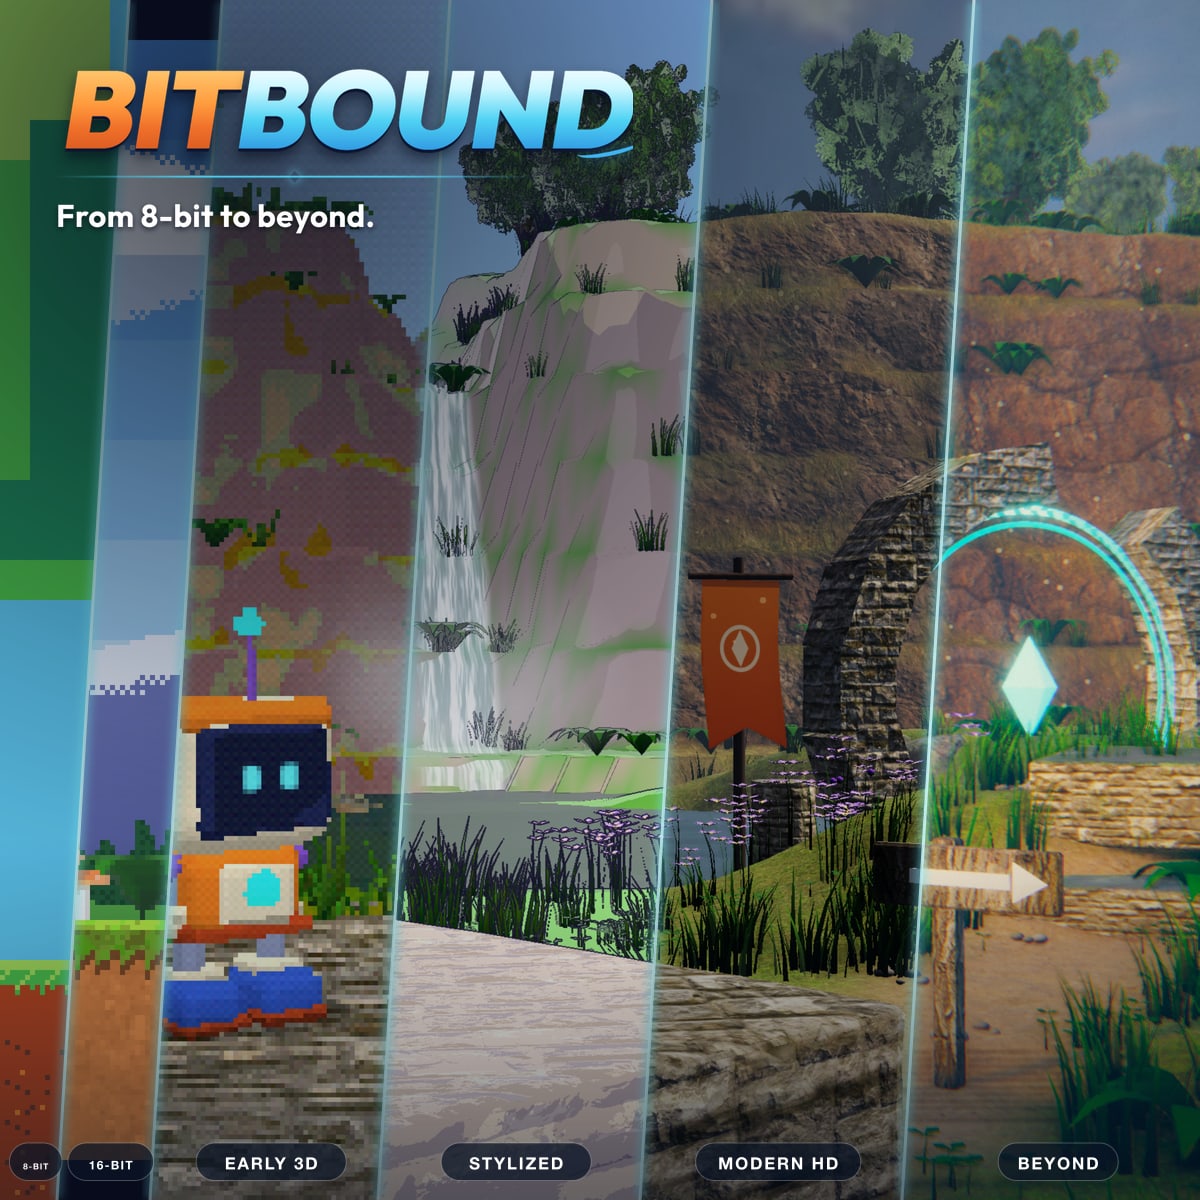 BITBOUND
From 8-bit to beyond.
8-BIT
16-BIT
EARLY 3D
STYLIZED
MODERN HD
BEYOND